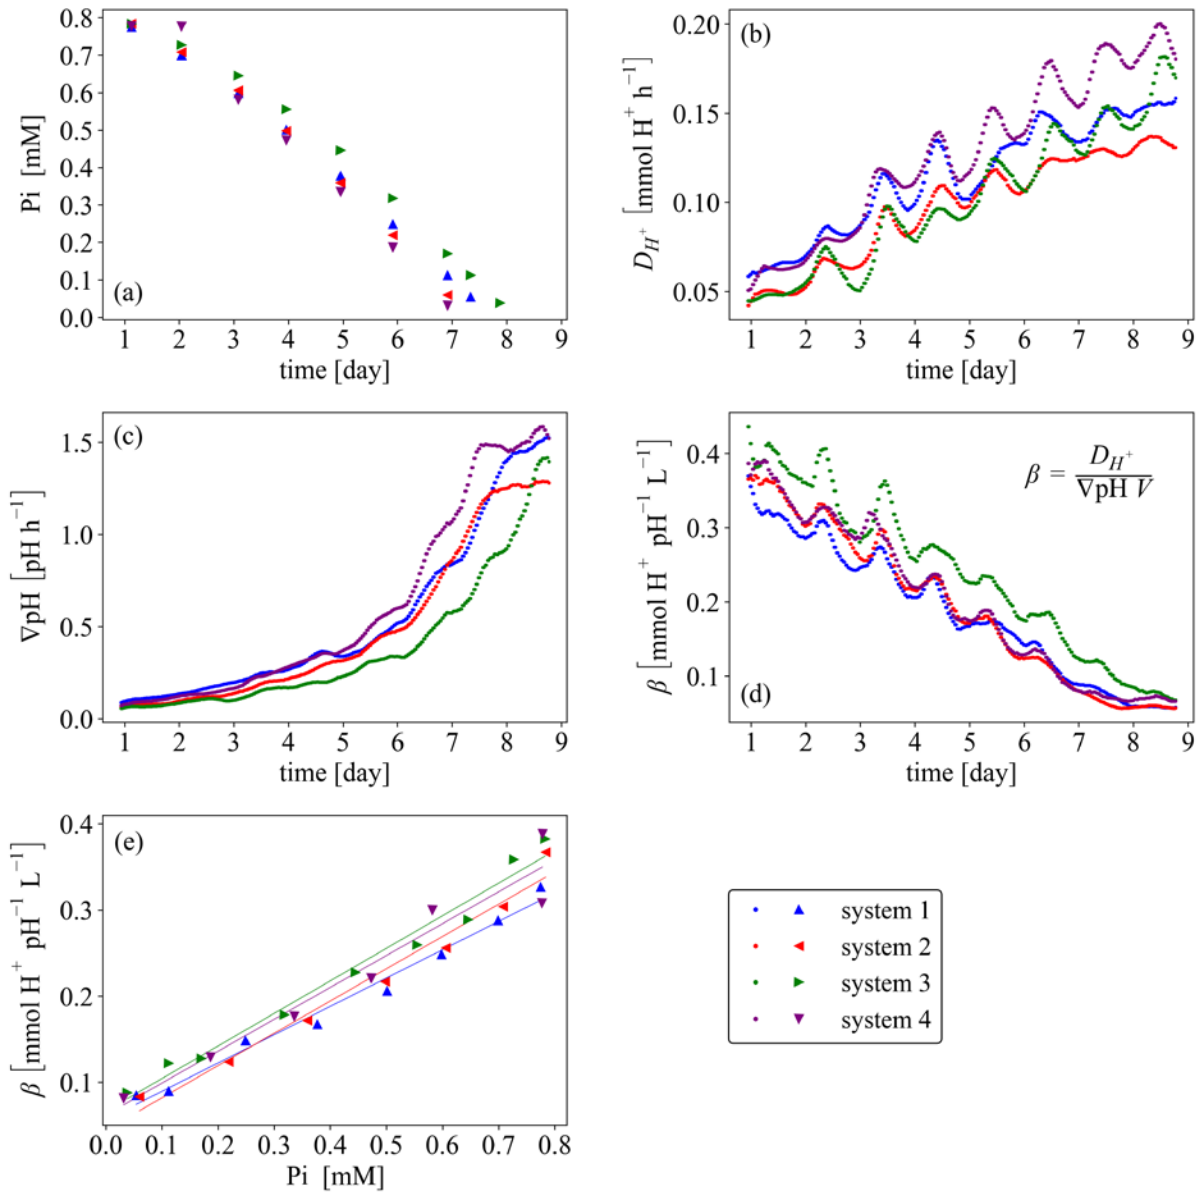 0.8
0.7
0.6
0.5
0.4
0.3
0.2
0.1
0.0
Pi [mM]
(a)
1 2 3 4 5 6 7 8 9
time [day]
0.20
0.15
0.10
0.05
D_{H^+} [mmol H^+ h^{-1}]
(b)
1 2 3 4 5 6 7 8 9
time [day]
1.5
1.0
0.5
0.0
∇pH [pH h^{-1}]
(c)
1 2 3 4 5 6 7 8 9
time [day]
0.4
0.3
0.2
0.1
β [mmol H^+ pH^{-1} L^{-1}]
β = D_{H^+} / ∇pH V
(d)
1 2 3 4 5 6 7 8 9
time [day]
0.4
0.3
0.2
0.1
β [mmol H^+ pH^{-1} L^{-1}]
(e)
0.0 0.1 0.2 0.3 0.4 0.5 0.6 0.7 0.8
Pi [mM]
system 1
system 2
system 3
system 4